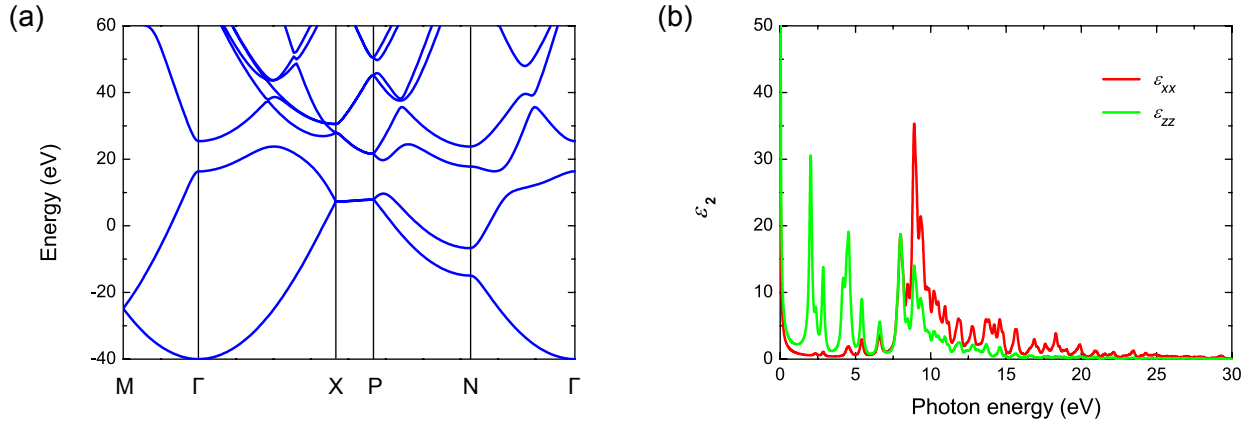 (a)
60
40
20
0
-20
-40
Energy (eV)
M Γ X P N Γ
(b)
50
40
30
20
10
0
ε2
εxx
εzz
0 5 10 15 20 25 30
Photon energy (eV)